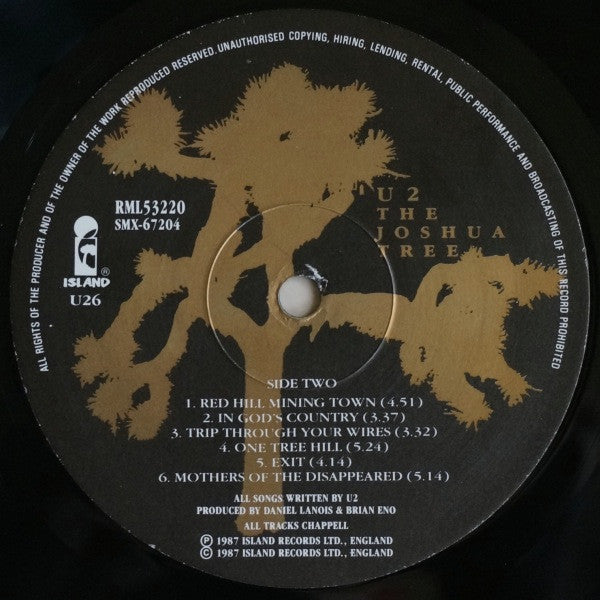 ALL RIGHTS OF THE PRODUCER AND OF THE OWNER OF THE WORK REPRODUCED RESERVED. UNAUTHORISED COPYING, HIRING, LENDING, RENTAL, PUBLIC PERFORMANCE AND BROADCASTING OF THIS RECORD PROHIBITED
RML53220
SMX-67204
ISLAND®
U26
U2
THE
JOSHUA
TREE
SIDE TWO
1. RED HILL MINING TOWN (4.51)
2. IN GOD'S COUNTRY (3.37)
3. TRIP THROUGH YOUR WIRES (3.32)
4. ONE TREE HILL (5.24)
5. EXIT (4.14)
6. MOTHERS OF THE DISAPPEARED (5.14)
ALL SONGS WRITTEN BY U2
PRODUCED BY DANIEL LANOIS & BRIAN ENO
ALL TRACKS CHAPPELL
℗ 1987 ISLAND RECORDS LTD., ENGLAND
© 1987 ISLAND RECORDS LTD., ENGLAND